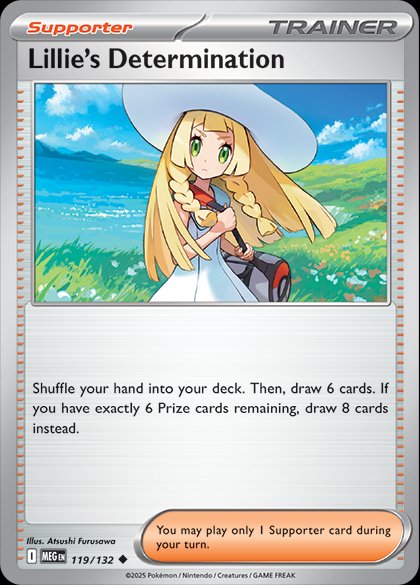 Supporter TRAINER
Lillie's Determination
Shuffle your hand into your deck. Then, draw 6 cards. If
you have exactly 6 Prize cards remaining, draw 8 cards
instead.
Illus. Atsushi Furusawa
I MEG EN 119/132
You may play only 1 Supporter card during
your turn.
©2025 Pokémon / Nintendo / Creatures / GAME FREAK